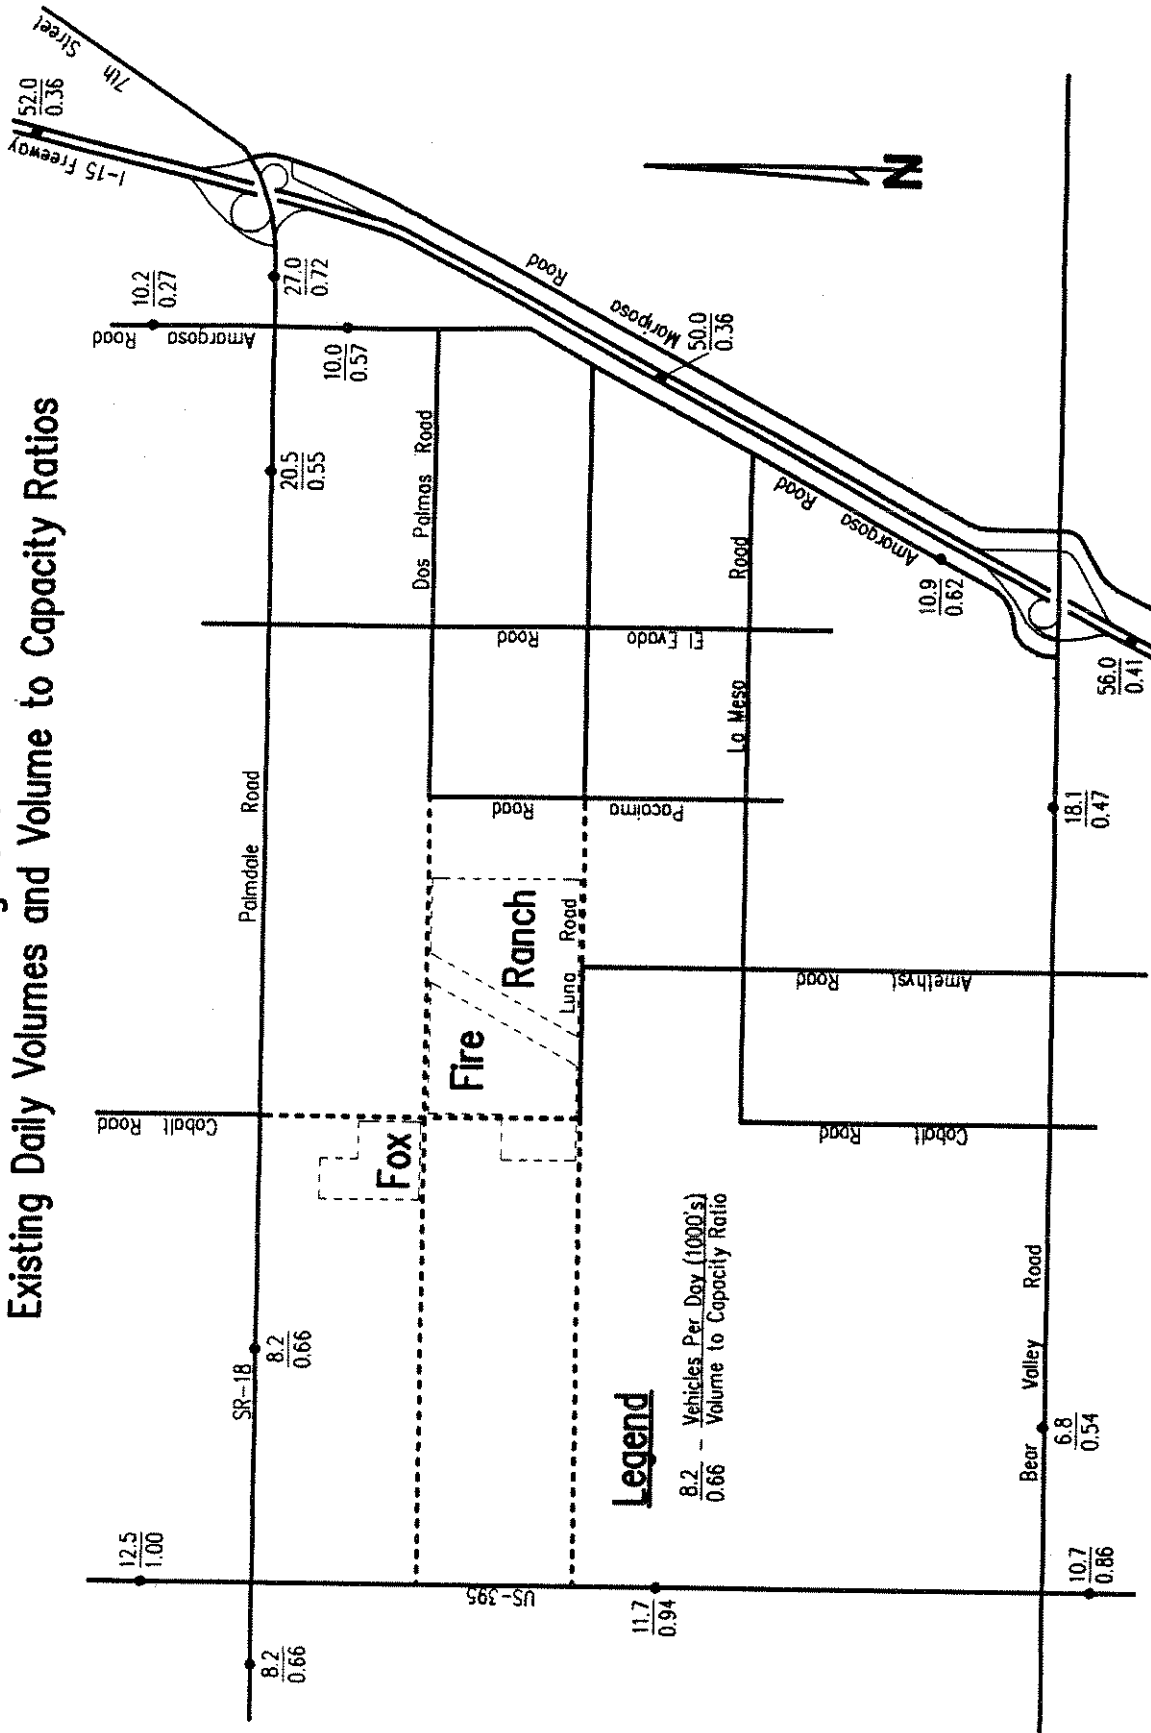 Existing Daily Volumes and Volume to Capacity Ratios
7th Street
I-15 Freeway
52.0
0.36
10.2
0.27
Amargosa Road
27.0
0.72
10.0
0.57
20.5
0.55
Palmdale Road
SR-18
8.2
0.66
8.2
0.66
12.5
1.00
Cobalt Road
Dos Palmas Road
Mariposa Road
50.0
0.36
El Evado Road
Pacoima Road
Fox
Fire
Ranch
Luna Road
La Mesa Road
Amargosa Road
10.9
0.62
56.0
0.41
18.1
0.47
Amethyst Road
Cobalt Road
US-395
11.7
0.94
Bear Valley Road
6.8
0.54
10.7
0.86
Legend
8.2 - Vehicles Per Day (1000's)
0.66 Volume to Capacity Ratio
N